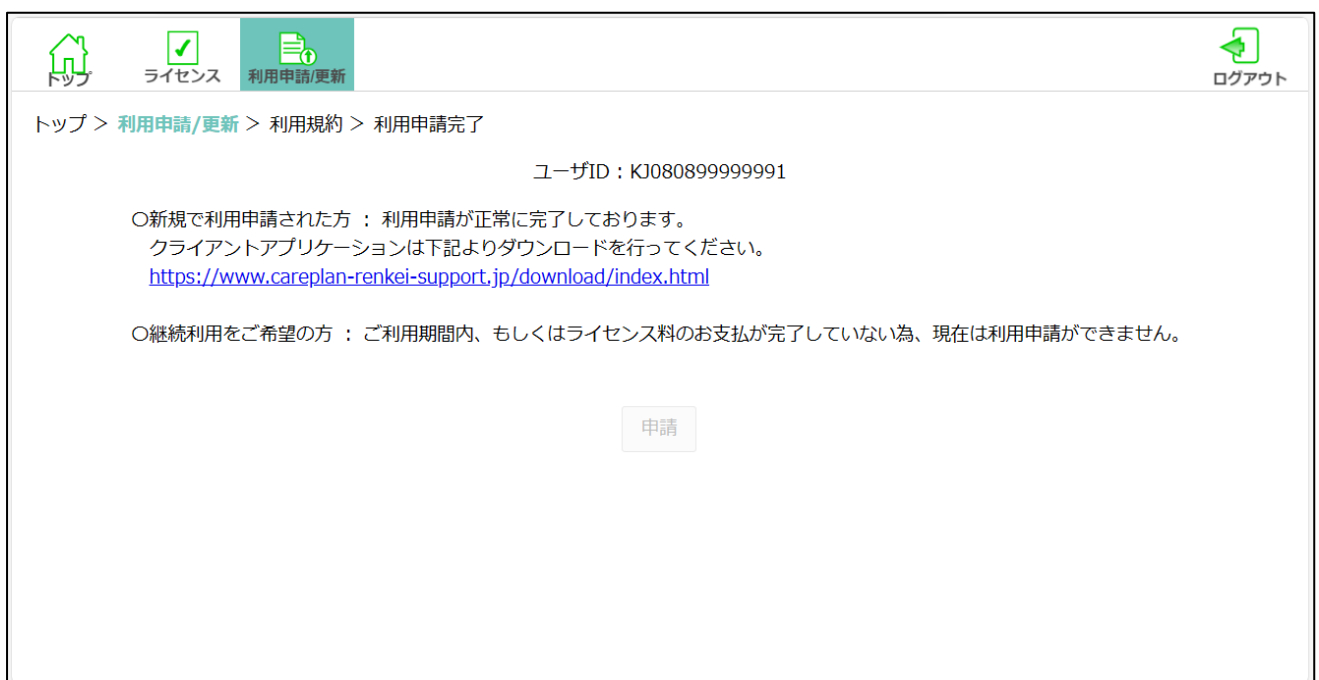 トップ
ライセンス
利用申請/更新
ログアウト
トップ > 利用申請/更新 > 利用規約 > 利用申請完了
ユーザID:KJ080899999991
○新規で利用申請された方 : 利用申請が正常に完了しております。
クライアントアプリケーションは下記よりダウンロードを行ってください。
https://www.careplan-renkei-support.jp/download/index.html
○継続利用をご希望の方 : ご利用期間内、もしくはライセンス料のお支払が完了していない為、現在は利用申請ができません。
申請